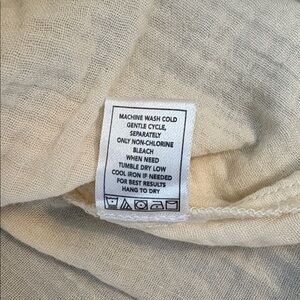 MACHINE WASH COLD
GENTLE CYCLE,
SEPARATELY
ONLY NON-CHLORINE
BLEACH
WHEN NEED
TUMBLE DRY LOW
COOL IRON IF NEEDED
FOR BEST RESULTS
HANG TO DRY